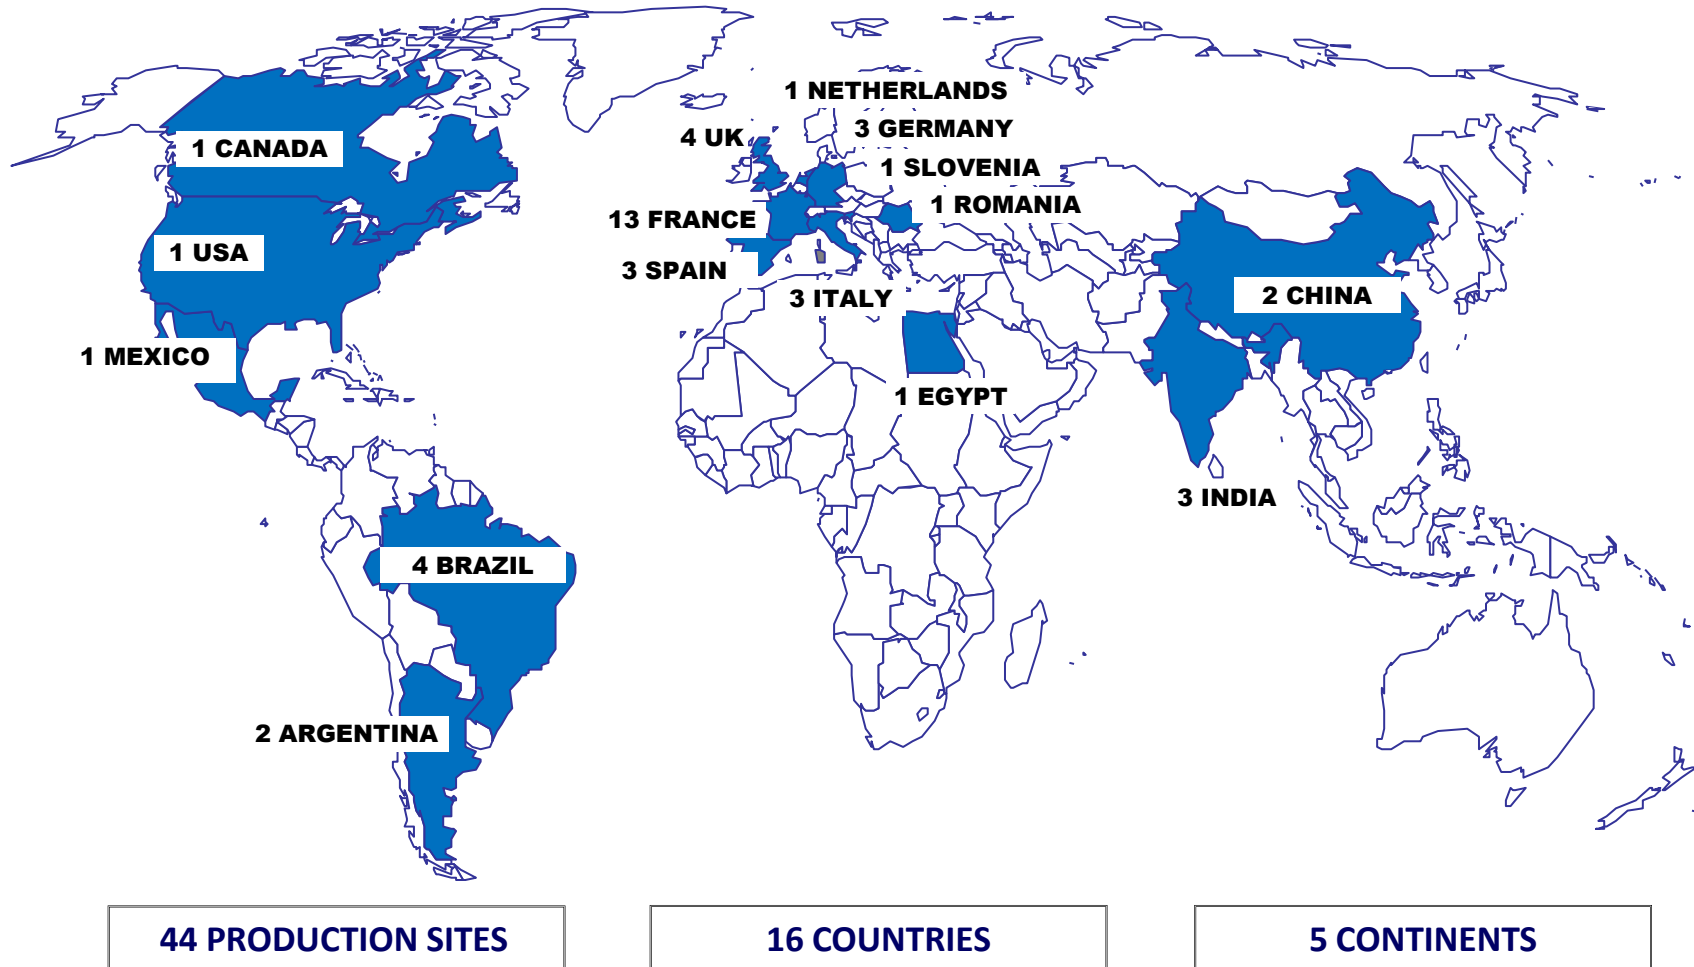 1 NETHERLANDS
4 UK
3 GERMANY
1 CANADA
1 SLOVENIA
1 ROMANIA
13 FRANCE
1 USA
3 SPAIN
3 ITALY
2 CHINA
1 MEXICO
1 EGYPT
3 INDIA
4 BRAZIL
2 ARGENTINA
44 PRODUCTION SITES
16 COUNTRIES
5 CONTINENTS